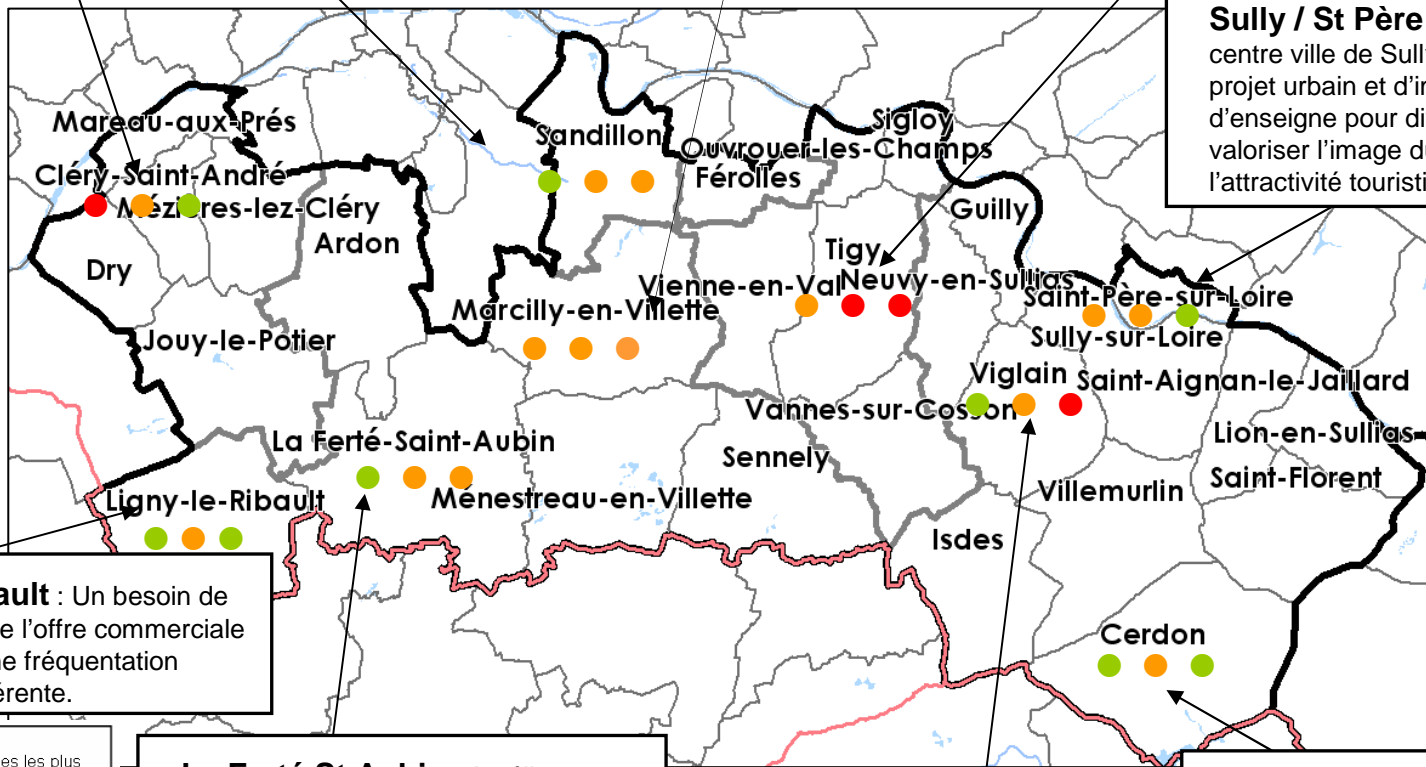 Sully / St Père
centre ville de Sull
projet urbain et d'i
d'enseigne pour di
valoriser l'image d
l'attractivité touristi
Mareau-aux-Prés
Cléry-Saint-André
Mézières-lez-Cléry
Dry
Ardon
Jouy-le-Potier
Sandillon
Ouvrouer-les-Champs
Férolles
Sigloy
Guilly
Tigy
Vienne-en-Val
Neuvy-en-Sullias
Marcilly-en-Villette
Saint-Père-sur-Loire
Sully-sur-Loire
Viglain
Saint-Aignan-le-Jaillard
Vannes-sur-Cosson
Lion-en-Sullias
Saint-Florent
Sennely
Villemurlin
La Ferté-Saint-Aubin
Ménestreau-en-Villette
Ligny-le-Ribault
Isdes
Cerdon
ault : Un besoin de
e l'offre commerciale
ne fréquentation
érente.
es les plus